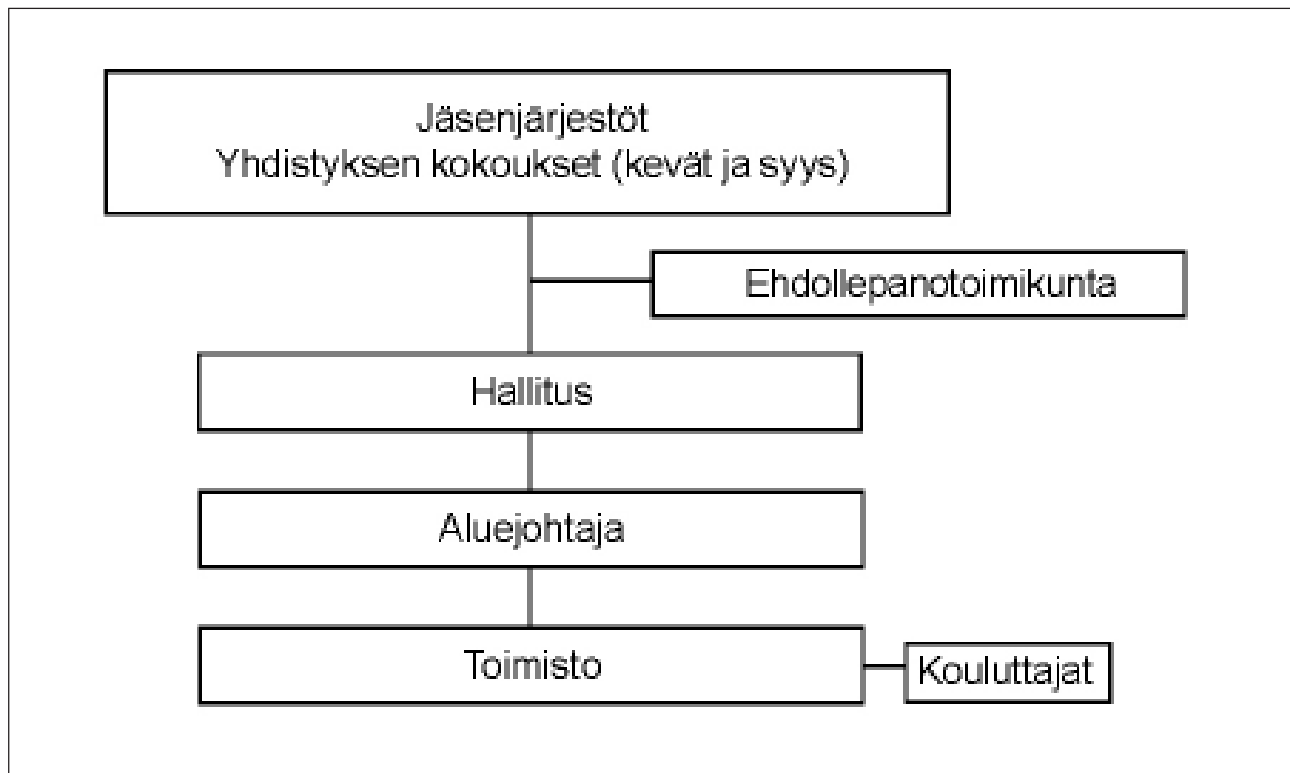 Jäsenjärjestöt
Yhdistyksen kokoukset (kevät ja syys)
Ehdollepanotoimikunta
Hallitus
Aluejohtaja
Toimisto
Kouluttajat